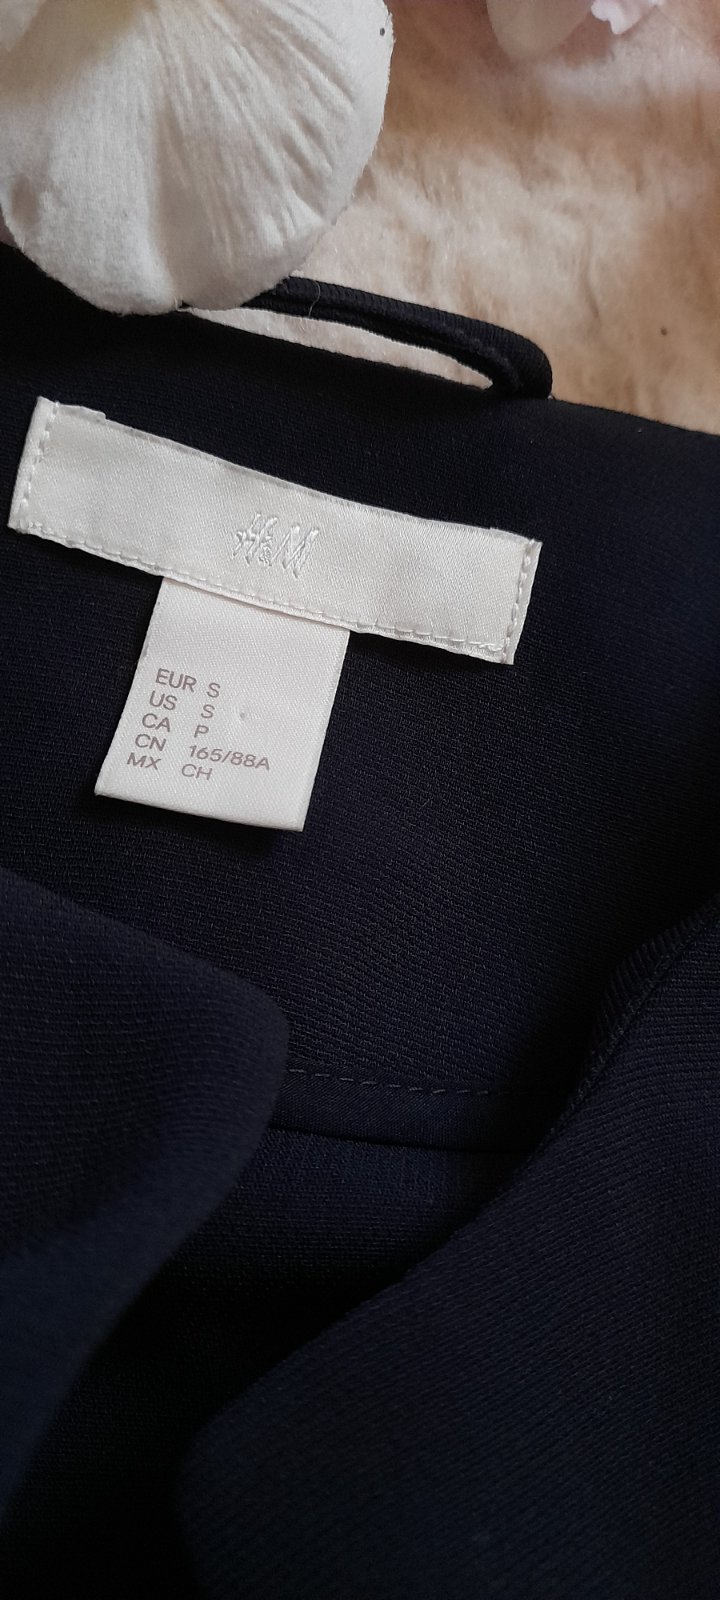 H&M
EUR S
US S
CA P
CN 165/88A
MX CH